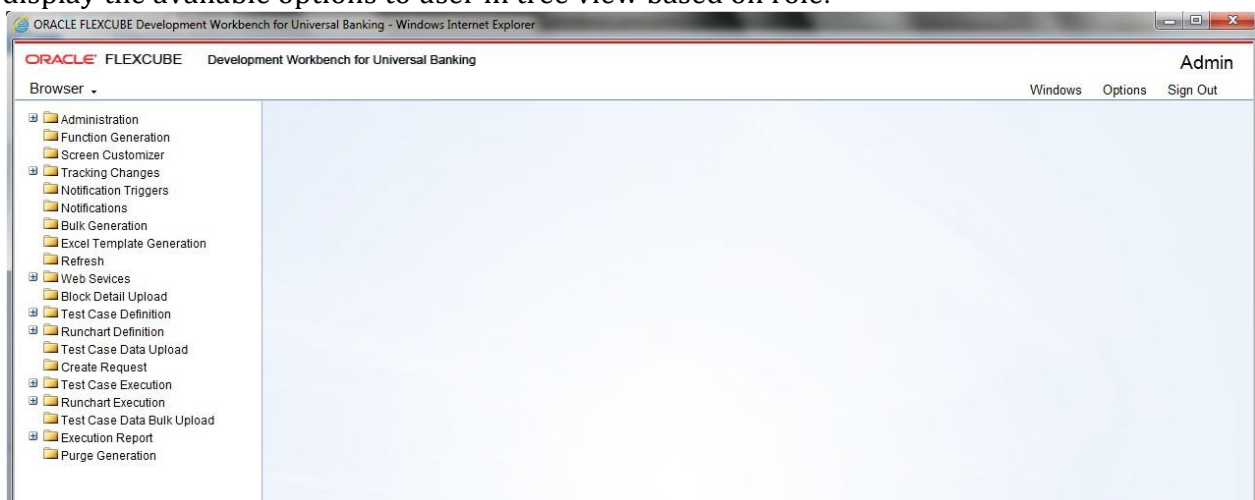 display the available options to user in tree view based on role.
ORACLE FLEXCUBE Development Workbench for Universal Banking - Windows Internet Explorer
ORACLE® FLEXCUBE Development Workbench for Universal Banking
Admin
Browser
Windows Options Sign Out
Administration
Function Generation
Screen Customizer
Tracking Changes
Notification Triggers
Notifications
Bulk Generation
Excel Template Generation
Refresh
Web Sevices
Block Detail Upload
Test Case Definition
Runchart Definition
Test Case Data Upload
Create Request
Test Case Execution
Runchart Execution
Test Case Data Bulk Upload
Execution Report
Purge Generation